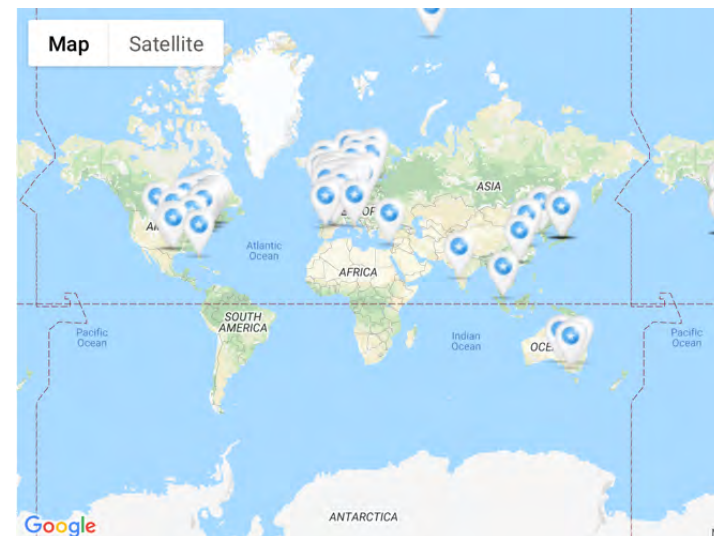 Map
Satellite
ASIA
Atlantic
Ocean
AFRICA
SOUTH
AMERICA
Pacific
Ocean
Indian
Ocean
Pacific
Ocean
ANTARCTICA
Google